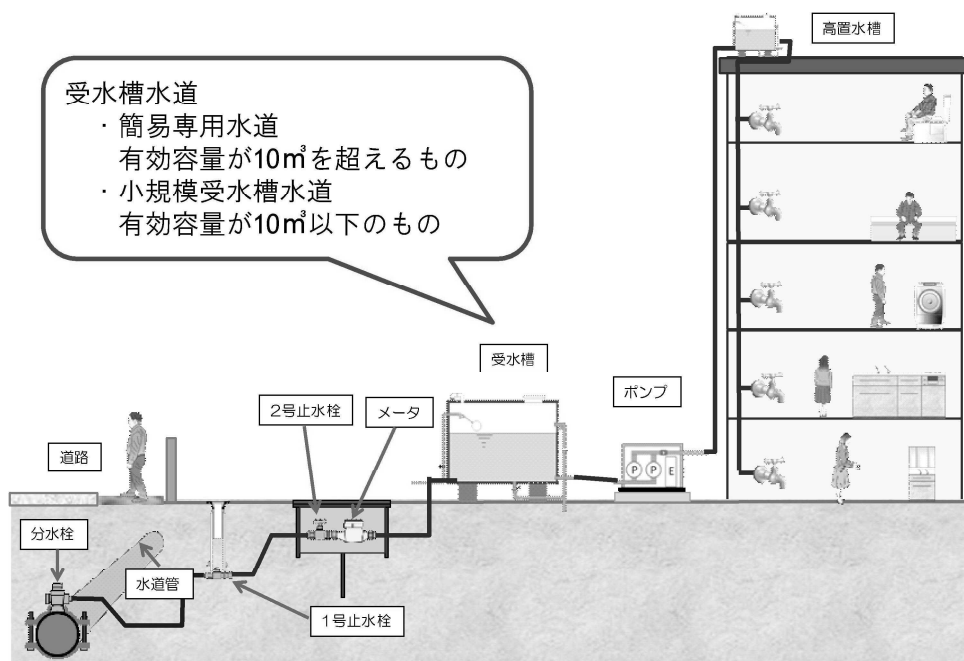 高置水槽
受水槽水道
・簡易専用水道
有効容量が10㎥を超えるもの
・小規模受水槽水道
有効容量が10㎥以下のもの
受水槽
ポンプ
2号止水栓
メータ
道路
P P E
分水栓
水道管
1号止水栓